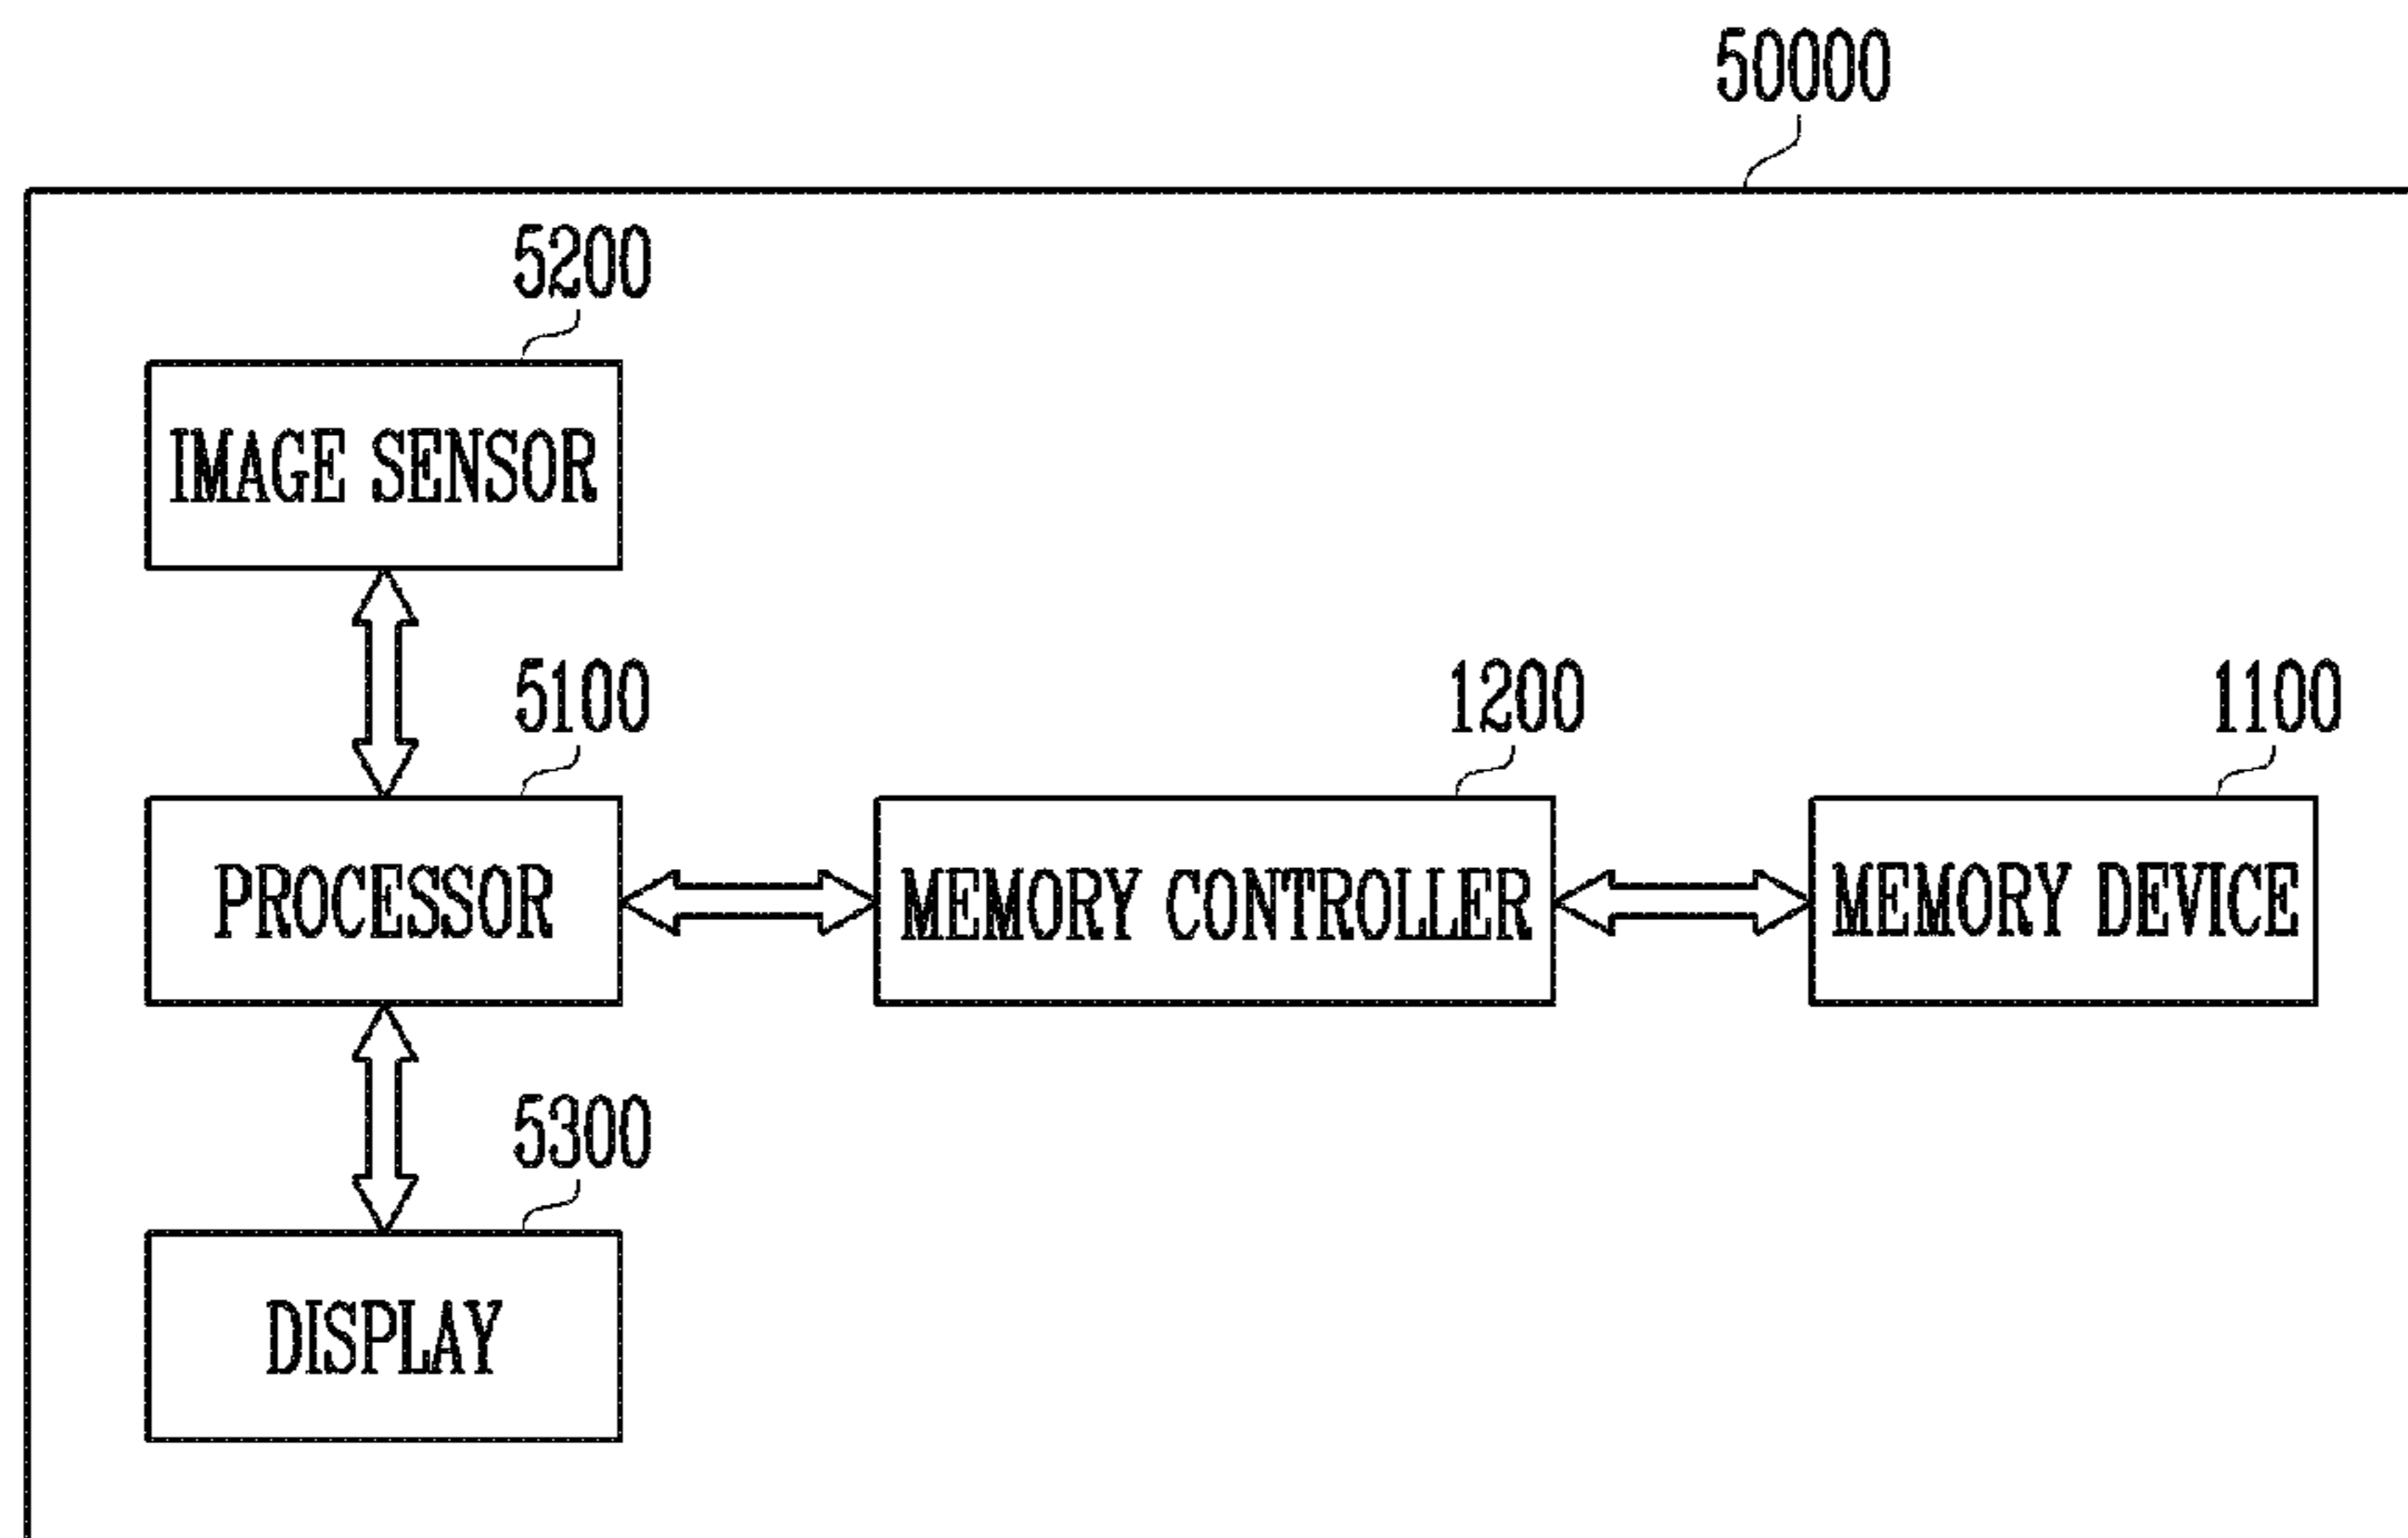 50000
5200
IMAGE SENSOR
5100
PROCESSOR
1200
MEMORY CONTROLLER
1100
MEMORY DEVICE
5300
DISPLAY